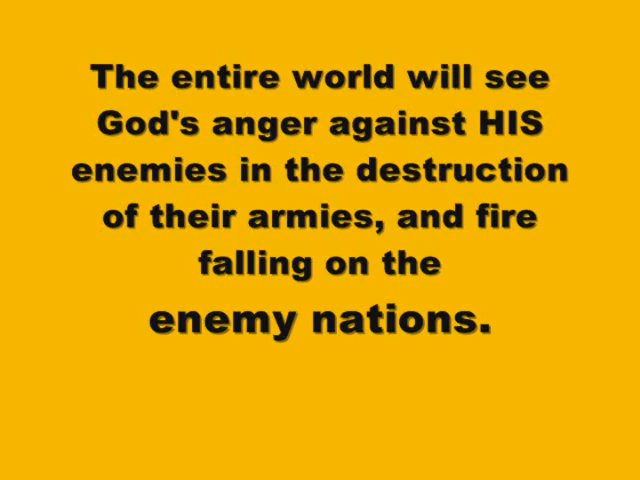 The entire world will see
God's anger against HIS
enemies in the destruction
of their armies, and fire
falling on the
enemy nations.